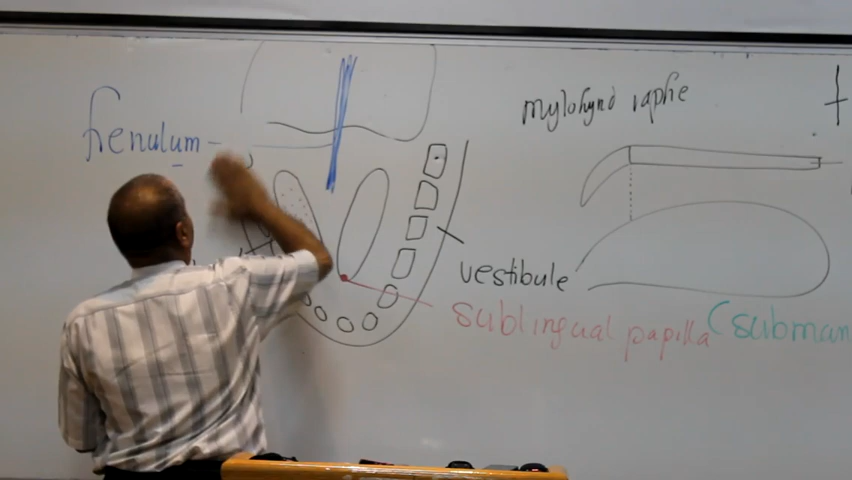 frenulum
mylohyoid raphe
vestibule
sublingual papilla (subman